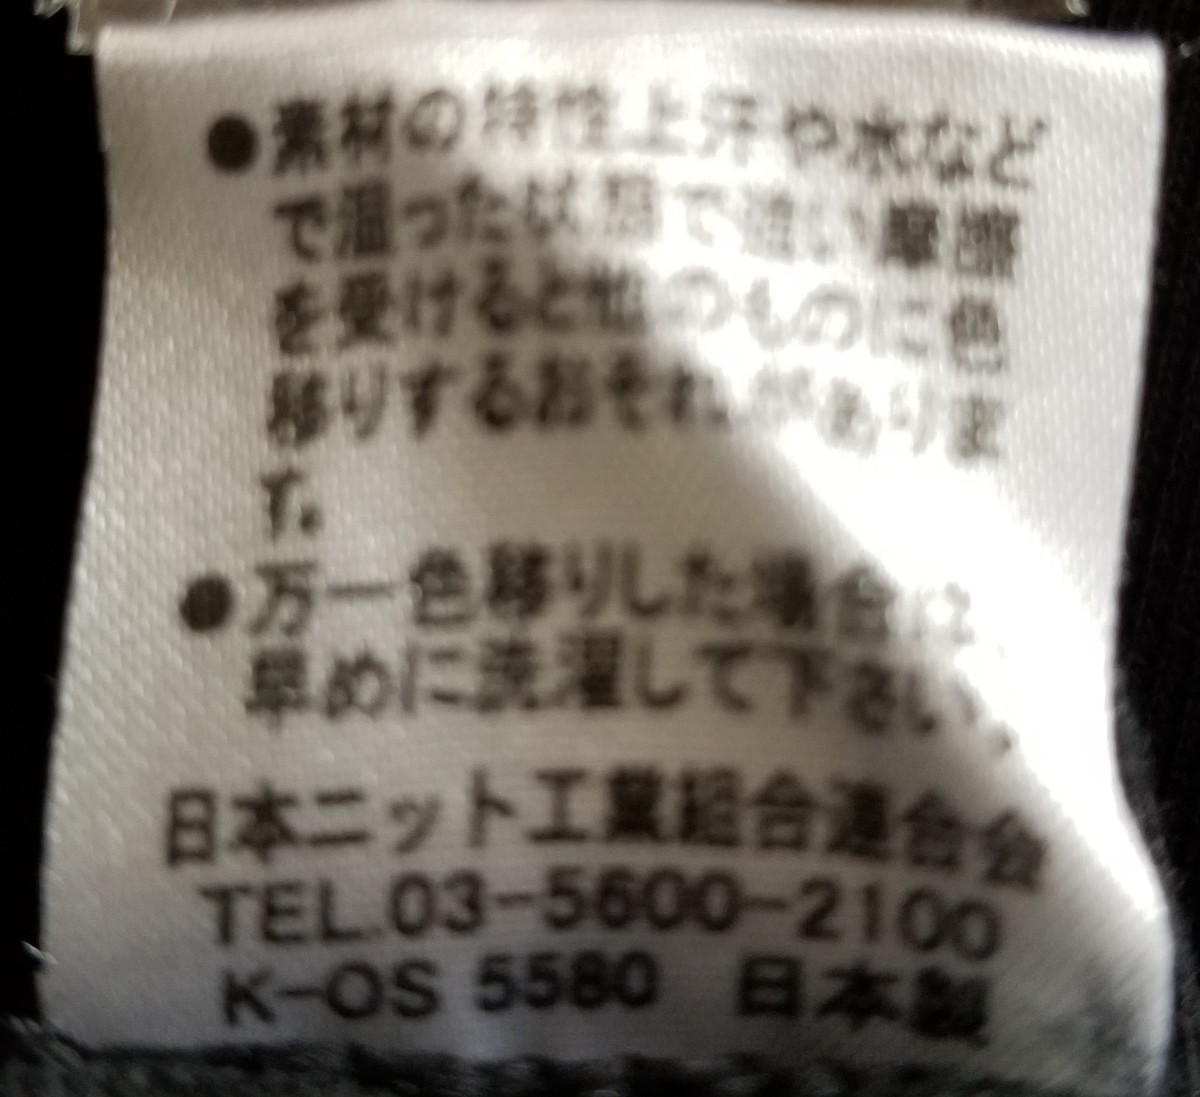 ●素材の特性上汗や水など
で湿った状態で強い摩擦
を受けると他のものに色
移りするおそれがありま
す。
●万一色移りした場合は、
早めに洗濯して下さい。
日本ニット工業組合連合会
TEL.03-5600-2100
K-OS 5580 日本製